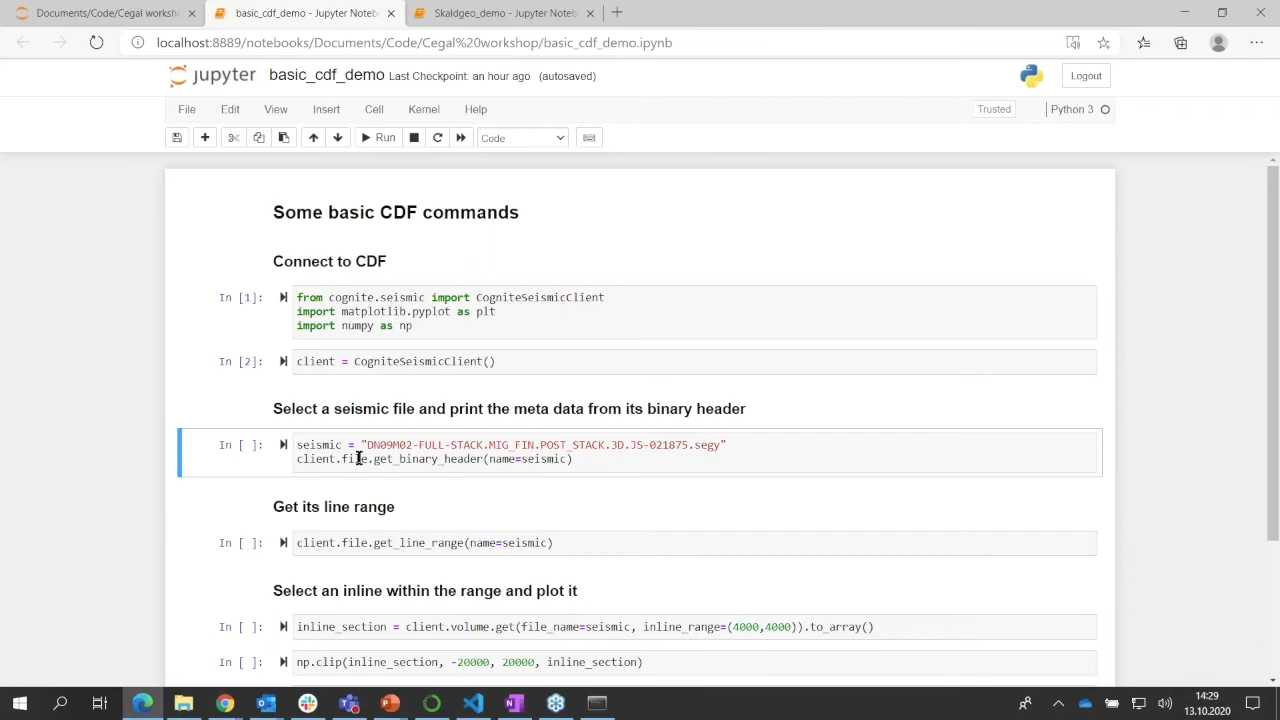 Documents/Code/Cegal worksh
basic_cdf_demo - Jupyter Noteb
Skaldgeo_demo - Jupyter Noteb
localhost:8889/notebooks/Documents/Code/Cegal%20workshop/basic_cdf_demo.ipynb
jupyter basic_cdf_demo Last Checkpoint: an hour ago (autosaved)
Logout
File Edit View Insert Cell Kernel Help
Trusted
Python 3
Run
Code
Some basic CDF commands
Connect to CDF
In [1]: from cognite.seismic import CogniteSeismicClient
import matplotlib.pyplot as plt
import numpy as np
In [2]: client = CogniteSeismicClient()
Select a seismic file and print the meta data from its binary header
In [ ]: seismic = "DN09M02-FULL-STACK.MIG_FIN.POST_STACK.3D.JS-021875.segy"
client.file.get_binary_header(name=seismic)
Get its line range
In [ ]: client.file.get_line_range(name=seismic)
Select an inline within the range and plot it
In [ ]: inline_section = client.volume.get(file_name=seismic, inline_range=(4000,4000)).to_array()
In [ ]: np.clip(inline_section, -20000, 20000, inline_section)
14:29
13.10.2020